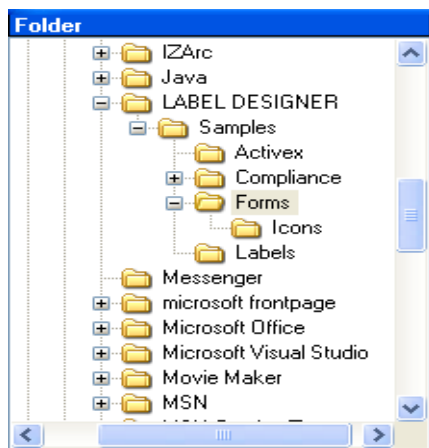 Folder
IZArc
Java
LABEL DESIGNER
Samples
Activex
Compliance
Forms
Icons
Labels
Messenger
microsoft frontpage
Microsoft Office
Microsoft Visual Studio
Movie Maker
MSN